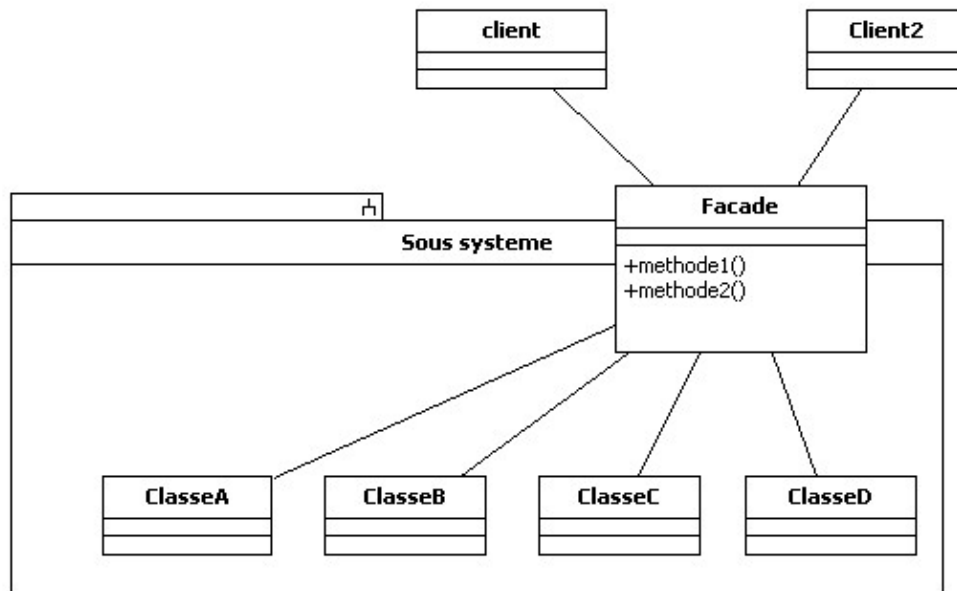 client
Client2
Facade
Sous systeme
+methode1()
+methode2()
ClasseA
ClasseB
ClasseC
ClasseD